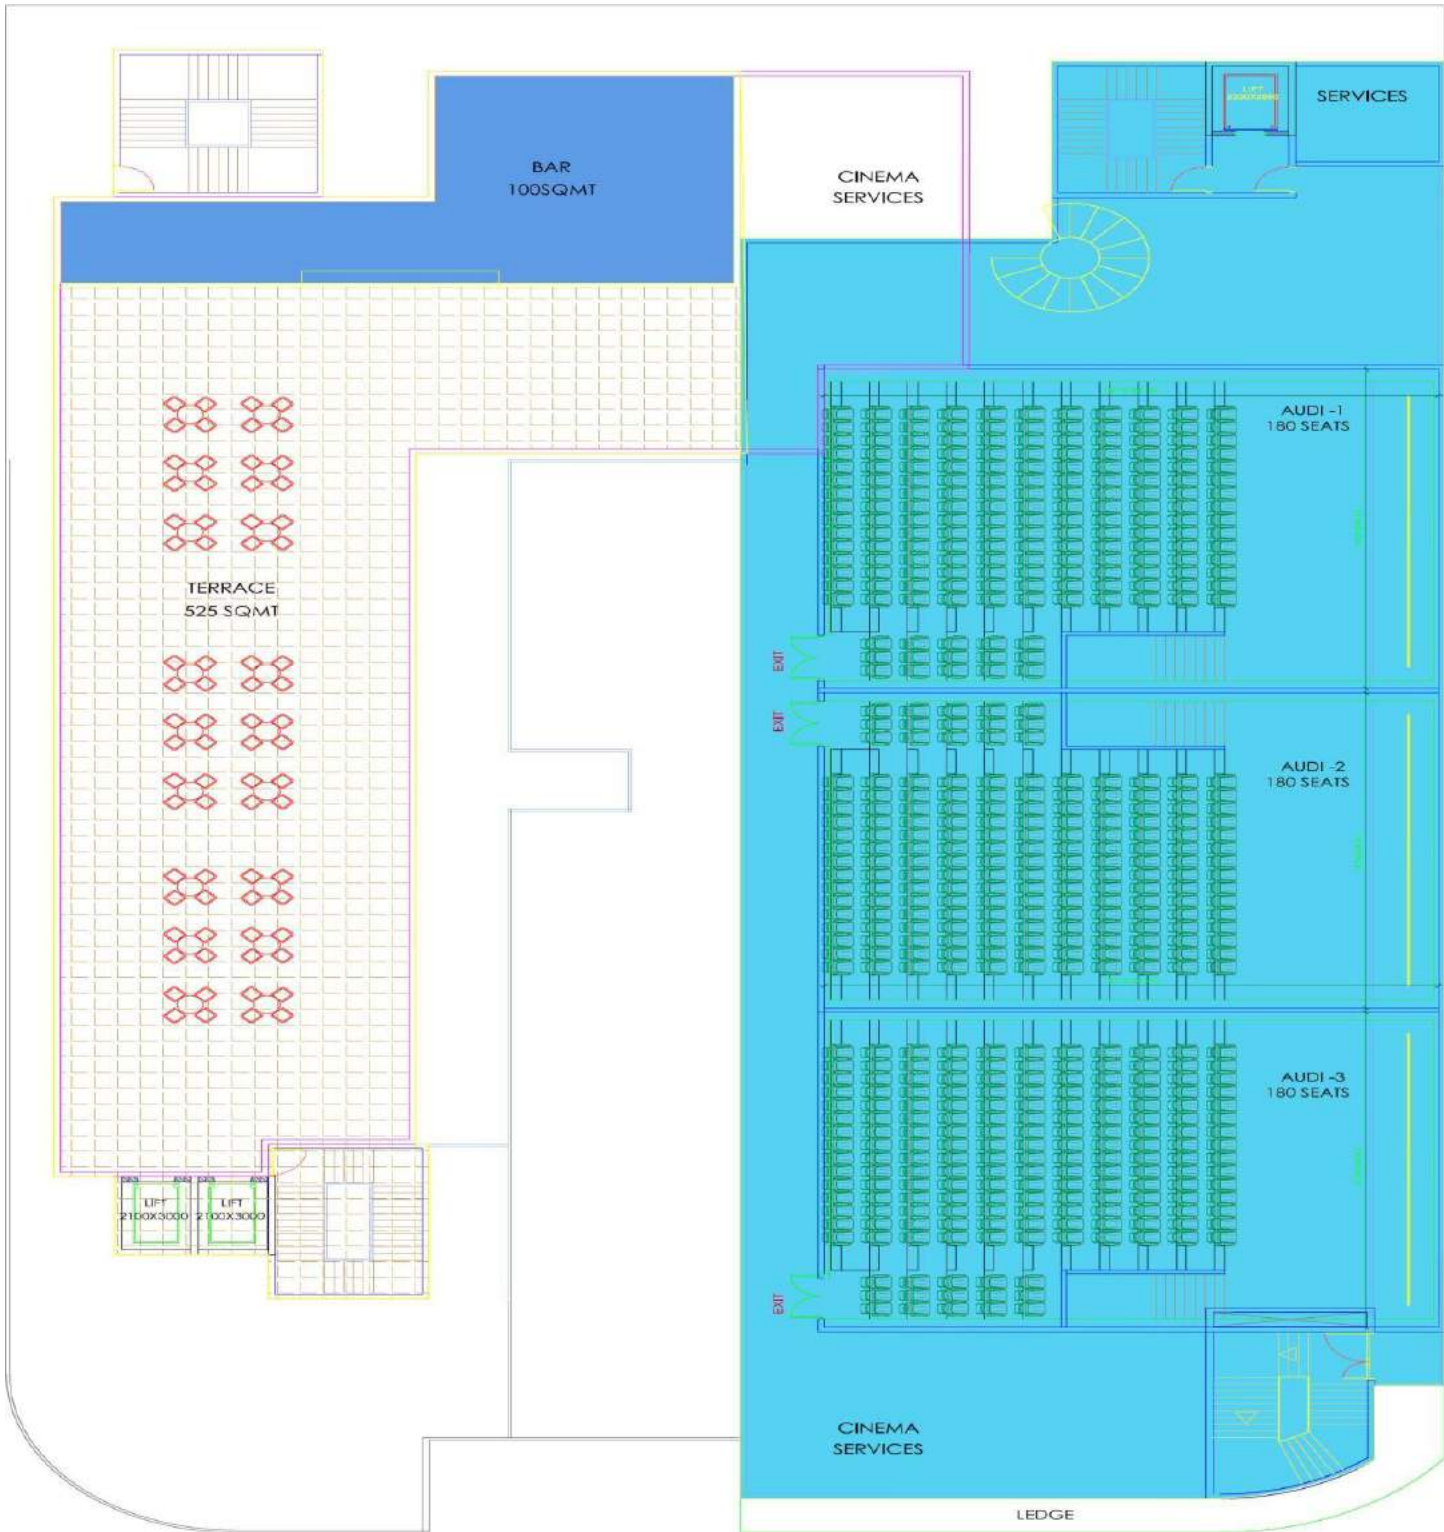 SERVICES
BAR
100SQMT
CINEMA
SERVICES
LIFT
AUDI -1
180 SEATS
TERRACE
525 SQMT
EXIT
EXIT
AUDI -2
180 SEATS
AUDI -3
180 SEATS
LIFT
2100X3000
LIFT
2100X3000
EXIT
CINEMA
SERVICES
LEDGE